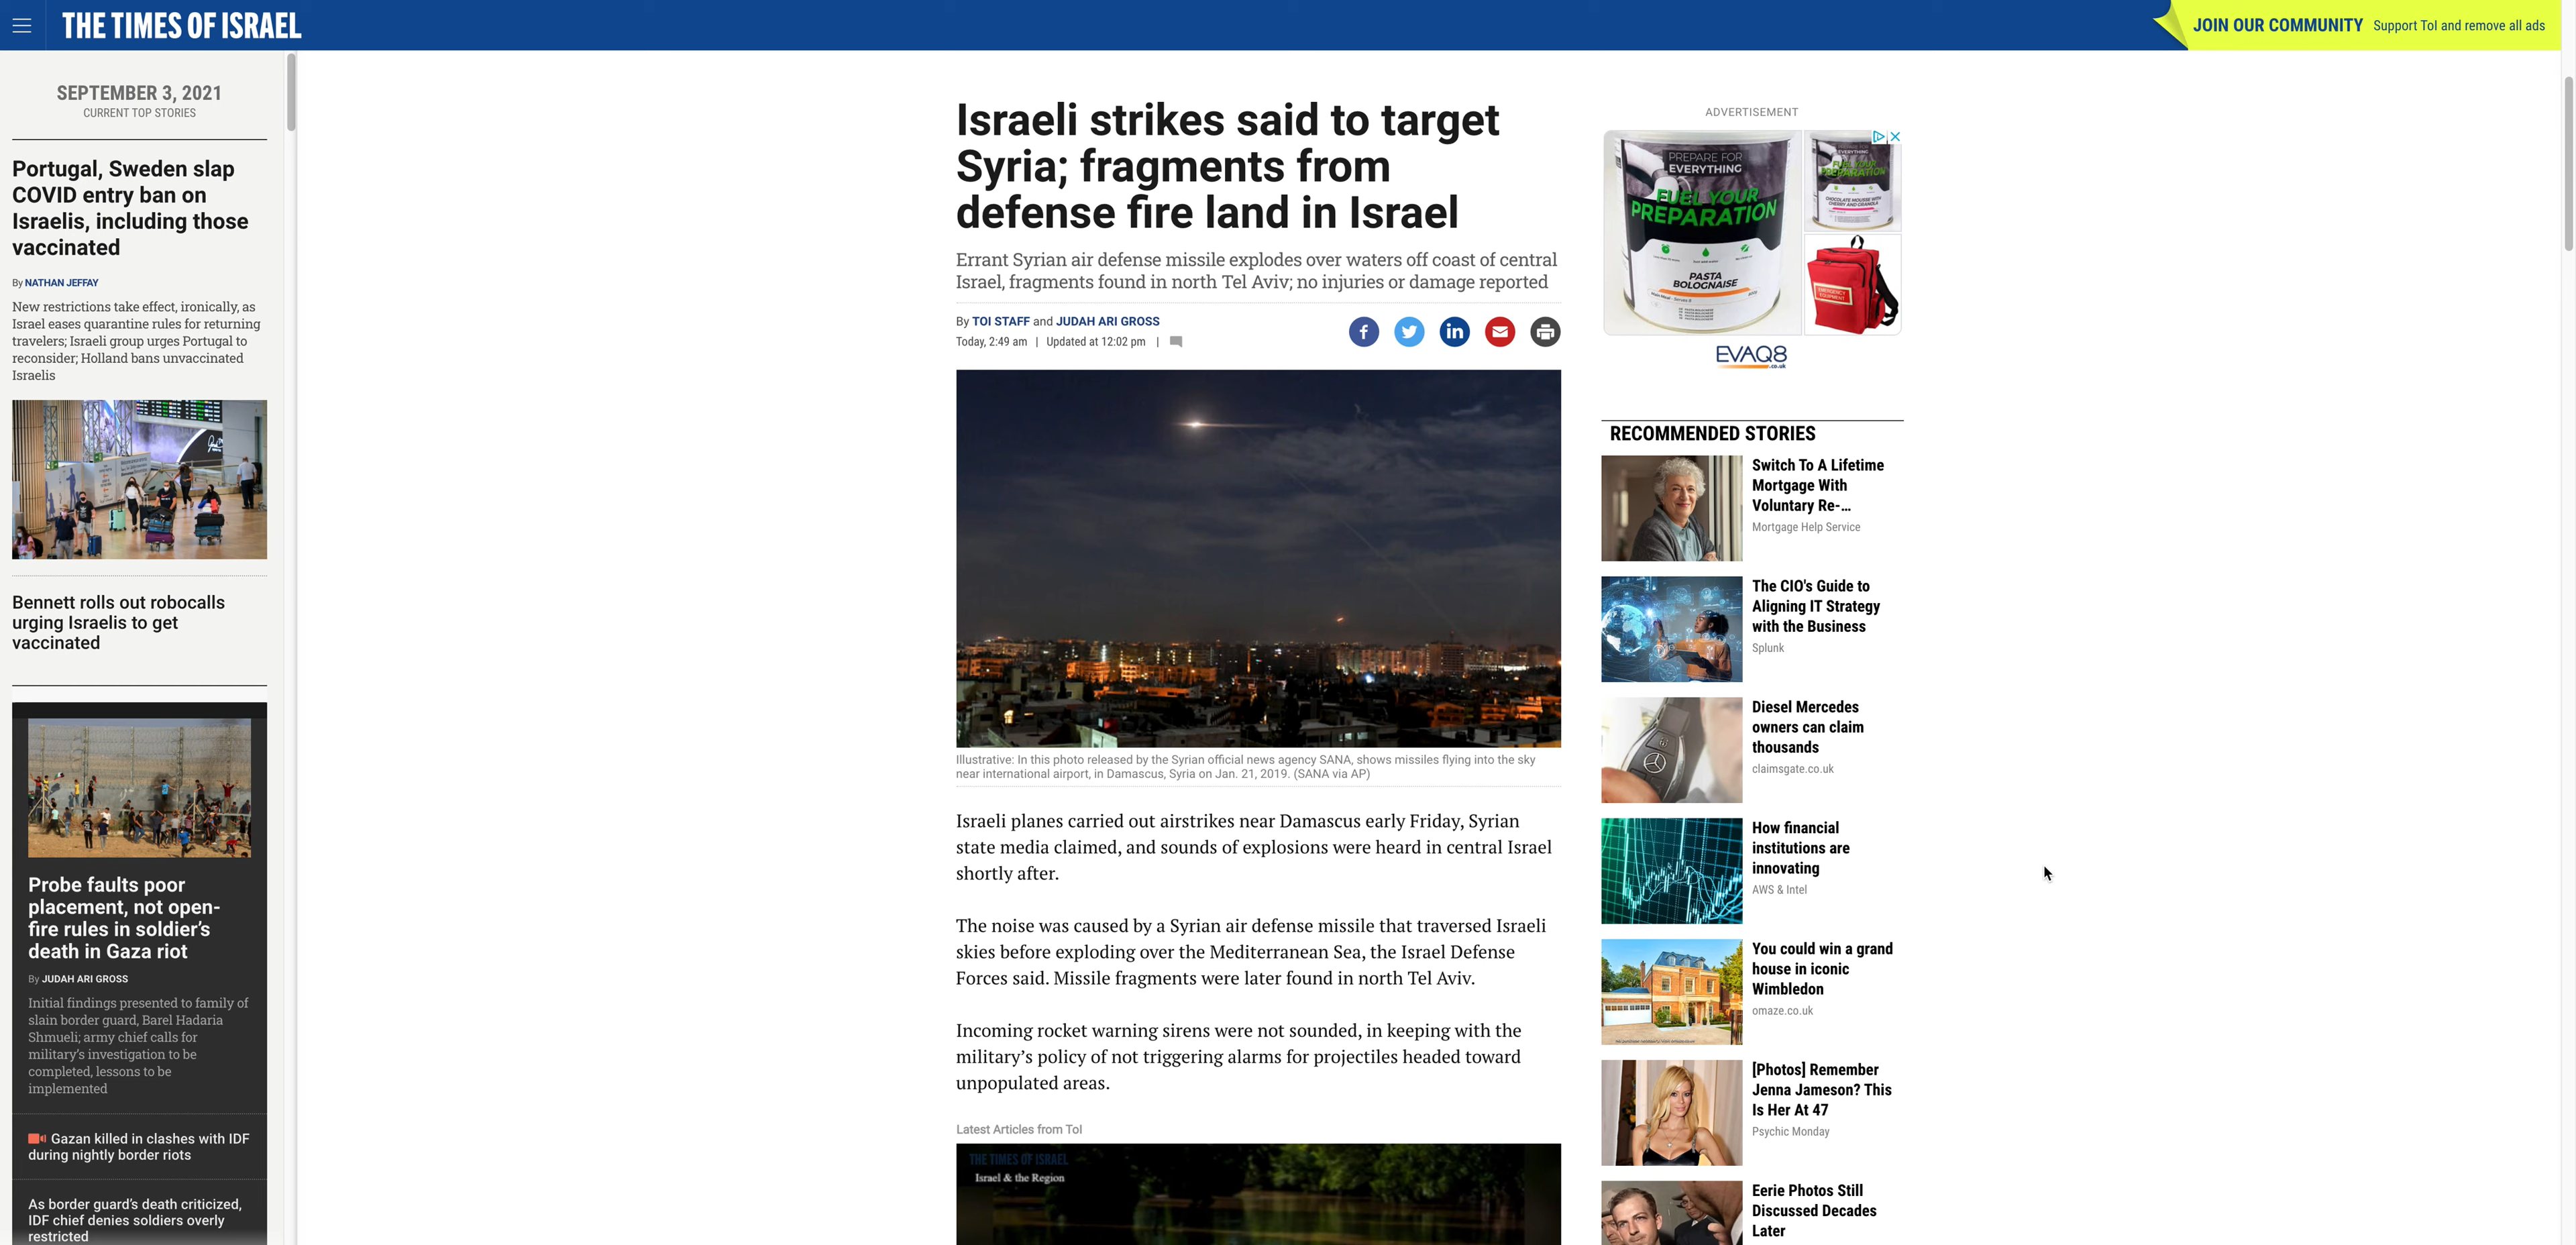 THE TIMES OF ISRAEL
JOIN OUR COMMUNITY Support ToI and remove all ads
SEPTEMBER 3, 2021
CURRENT TOP STORIES
Portugal, Sweden slap
COVID entry ban on
Israelis, including those
vaccinated
By NATHAN JEFFAY
New restrictions take effect, ironically, as
Israel eases quarantine rules for returning
travelers; Israeli group urges Portugal to
reconsider; Holland bans unvaccinated
Israelis
Bennett rolls out robocalls
urging Israelis to get
vaccinated
Probe faults poor
placement, not open-
fire rules in soldier's
death in Gaza riot
By JUDAH ARI GROSS
Initial findings presented to family of
slain border guard, Barel Hadaria
Shmueli; army chief calls for
military's investigation to be
completed, lessons to be
implemented
Gazan killed in clashes with IDF
during nightly border riots
As border guard's death criticized,
IDF chief denies soldiers overly
restricted
Israeli strikes said to target
Syria; fragments from
defense fire land in Israel
Errant Syrian air defense missile explodes over waters off coast of central
Israel, fragments found in north Tel Aviv; no injuries or damage reported
By TOI STAFF and JUDAH ARI GROSS
Today, 2:49 am | Updated at 12:02 pm |
Illustrative: In this photo released by the Syrian official news agency SANA, shows missiles flying into the sky
near international airport, in Damascus, Syria on Jan. 21, 2019. (SANA via AP)
Israeli planes carried out airstrikes near Damascus early Friday, Syrian
state media claimed, and sounds of explosions were heard in central Israel
shortly after.
The noise was caused by a Syrian air defense missile that traversed Israeli
skies before exploding over the Mediterranean Sea, the Israel Defense
Forces said. Missile fragments were later found in north Tel Aviv.
Incoming rocket warning sirens were not sounded, in keeping with the
military's policy of not triggering alarms for projectiles headed toward
unpopulated areas.
Latest Articles from ToI
THE TIMES OF ISRAEL
Israel & the Region
ADVERTISEMENT
PREPARE FOR
EVERYTHING
FUEL YOUR
PREPARATION
PASTA
BOLOGNAISE
EVERYTHING
FUEL YOUR
PREPARATION
CHOCOLATE MOUSSE WITH
CHERRY AND GRANOLA
EMERGENCY
EQUIPMENT
EVAQ8
.co.uk
RECOMMENDED STORIES
Switch To A Lifetime
Mortgage With
Voluntary Re-...
Mortgage Help Service
The CIO's Guide to
Aligning IT Strategy
with the Business
Splunk
Diesel Mercedes
owners can claim
thousands
claimsgate.co.uk
How financial
institutions are
innovating
AWS & Intel
You could win a grand
house in iconic
Wimbledon
omaze.co.uk
[Photos] Remember
Jenna Jameson? This
Is Her At 47
Psychic Monday
Eerie Photos Still
Discussed Decades
Later